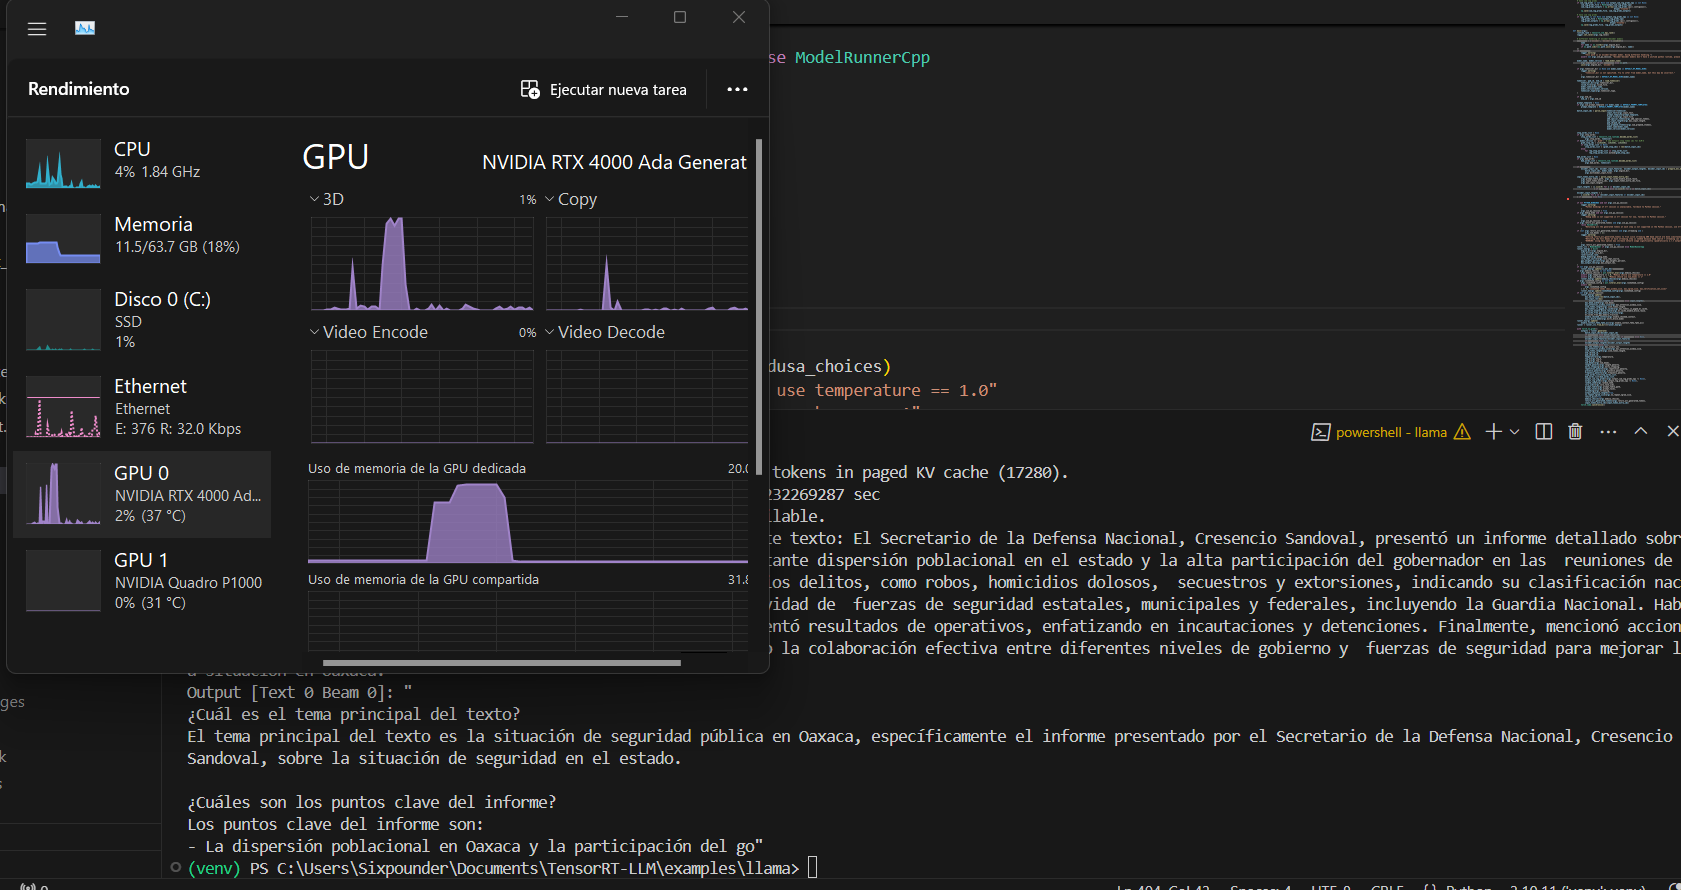 Rendimiento
Ejecutar nueva tarea
CPU
4% 1.84 GHz
Memoria
11.5/63.7 GB (18%)
Disco 0 (C:)
SSD
1%
Ethernet
Ethernet
E: 376 R: 32.0 Kbps
GPU 0
NVIDIA RTX 4000 Ad...
2% (37 °C)
GPU 1
NVIDIA Quadro P1000
0% (31 °C)
GPU
NVIDIA RTX 4000 Ada Generat
3D 1% Copy
Video Encode 0% Video Decode
Uso de memoria de la GPU dedicada 20.0
Uso de memoria de la GPU compartida 31.8
se ModelRunnerCpp
dusa_choices)
use temperature == 1.0"
powershell - llama
tokens in paged KV cache (17280).
232269287 sec
llable.
te texto: El Secretario de la Defensa Nacional, Cresencio Sandoval, presentó un informe detallado sobr
tante dispersión poblacional en el estado y la alta participación del gobernador en las reuniones de
los delitos, como robos, homicidios dolosos, secuestros y extorsiones, indicando su clasificación nac
vidad de fuerzas de seguridad estatales, municipales y federales, incluyendo la Guardia Nacional. Hab
entó resultados de operativos, enfatizando en incautaciones y detenciones. Finalmente, mencionó accion
o la colaboración efectiva entre diferentes niveles de gobierno y fuerzas de seguridad para mejorar l
a situación en Oaxaca.
Output [Text 0 Beam 0]: "
¿Cuál es el tema principal del texto?
El tema principal del texto es la situación de seguridad pública en Oaxaca, específicamente el informe presentado por el Secretario de la Defensa Nacional, Cresencio
Sandoval, sobre la situación de seguridad en el estado.
¿Cuáles son los puntos clave del informe?
Los puntos clave del informe son:
- La dispersión poblacional en Oaxaca y la participación del go"
(venv) PS C:\Users\Sixpounder\Documents\TensorRT-LLM\examples\llama>
ges